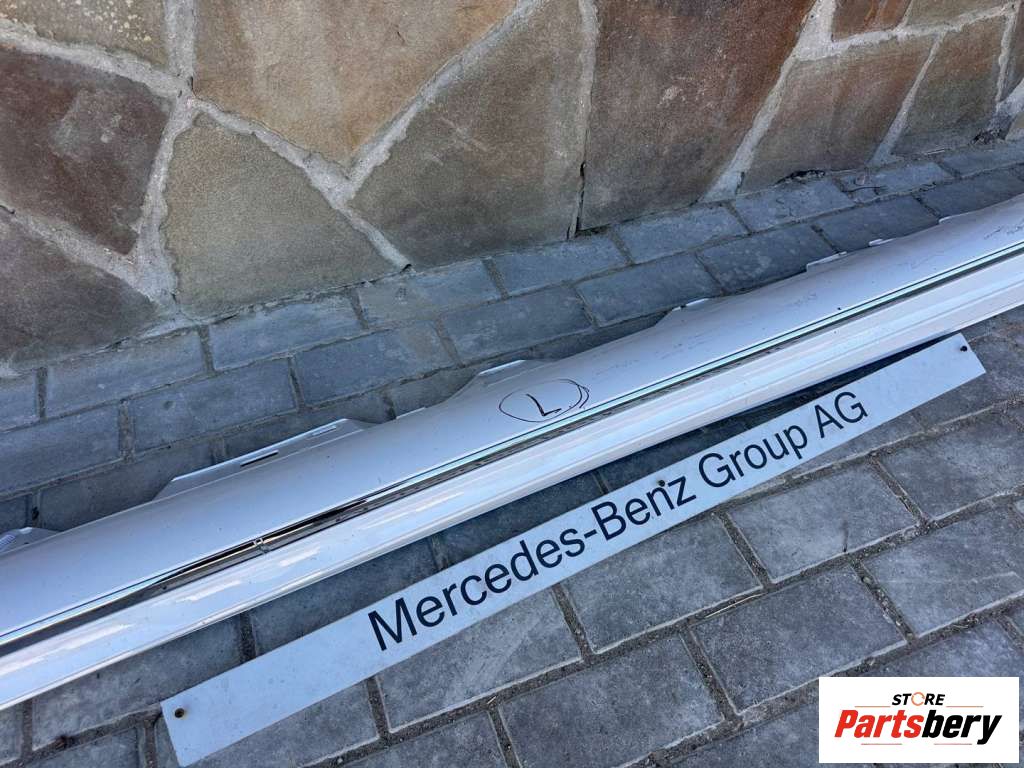 L
Mercedes-Benz Group AG
STORE
Partsbery